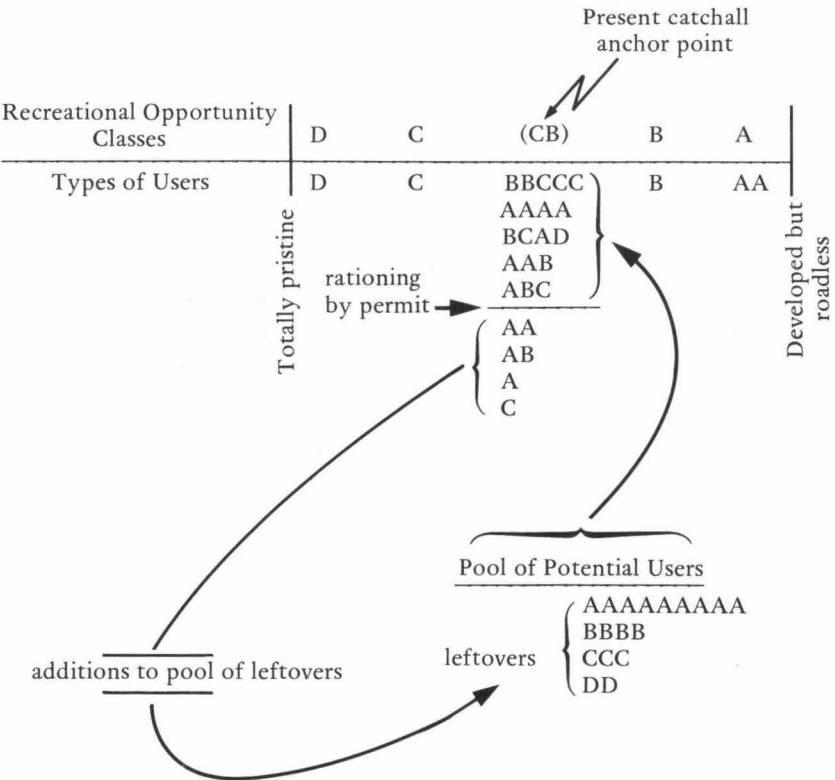 Present catchall
anchor point
Recreational Opportunity
Classes
D C (CB) B A
Types of Users
D C BBCCC B AA
AAAA
BCAD
AAB
ABC
Totally pristine
Developed but
roadless
rationing
by permit
AA
AB
A
C
Pool of Potential Users
AAAAAAAAA
BBBB
CCC
DD
leftovers
additions to pool of leftovers